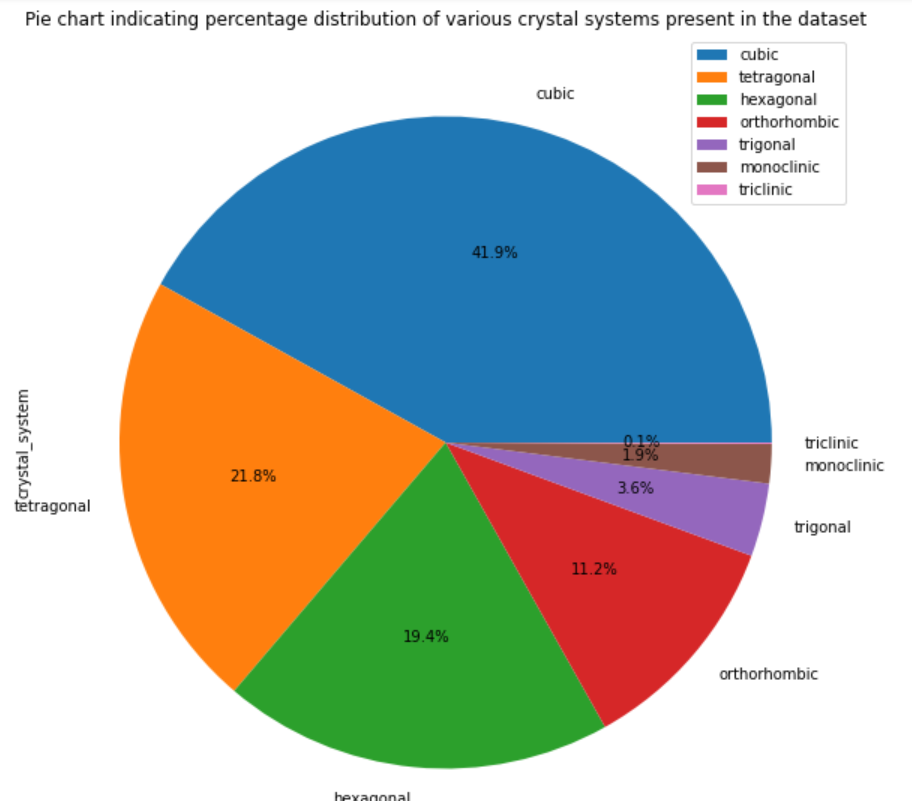 Pie chart indicating percentage distribution of various crystal systems present in the dataset
cubic
tetragonal
hexagonal
orthorhombic
trigonal
monoclinic
triclinic
cubic
41.9%
crystal_system
tetragonal
21.8%
0.1%
triclinic
1.9%
monoclinic
3.6%
trigonal
11.2%
orthorhombic
19.4%
hexagonal